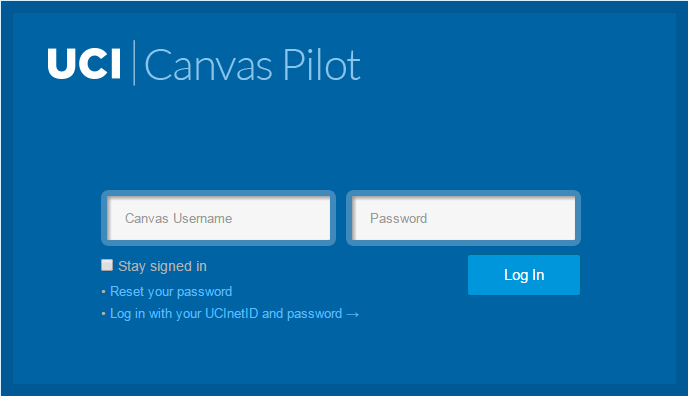 UCI | Canvas Pilot
Canvas Username
Password
Stay signed in
Log In
• Reset your password
• Log in with your UCInetID and password →